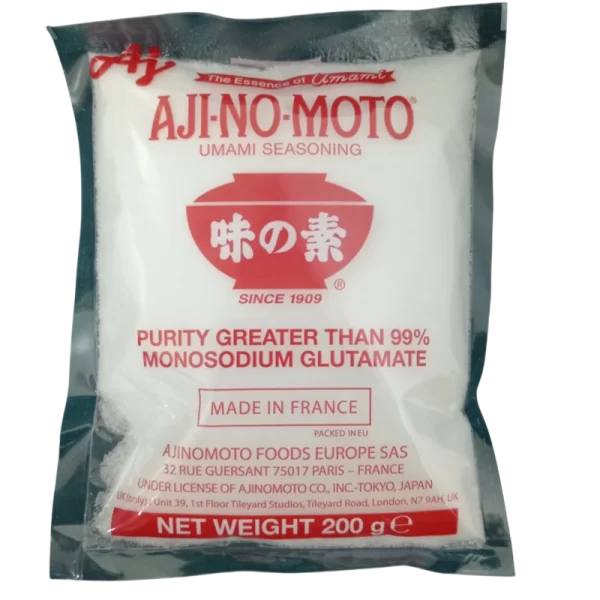 Aj
The Essence of Umami
AJI-NO-MOTO®
UMAMI SEASONING
味の素
®
SINCE 1909
PURITY GREATER THAN 99%
MONOSODIUM GLUTAMATE
MADE IN FRANCE
PACKED IN EU
AJINOMOTO FOODS EUROPE SAS
32 RUE GUERSANT 75017 PARIS – FRANCE
UNDER LICENSE OF AJINOMOTO CO., INC.-TOKYO, JAPAN
UK (only) : Unit 39, 1st Floor Tileyard Studios, Tileyard Road, London, N7 9AH, UK
NET WEIGHT 200 g ℮